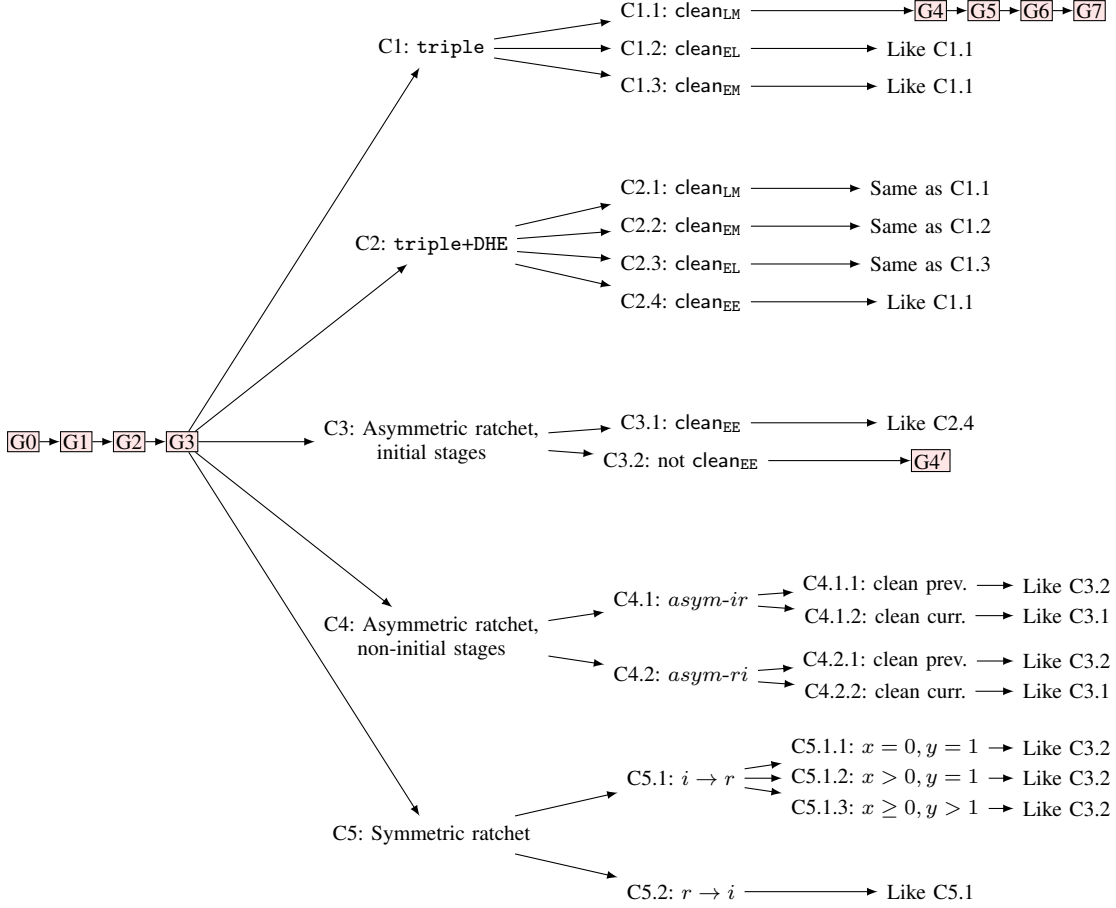 C1.1: clean_LM G4 G5 G6 G7
C1: triple
C1.2: clean_EL Like C1.1
C1.3: clean_EM Like C1.1
C2.1: clean_LM Same as C1.1
C2.2: clean_EM Same as C1.2
C2: triple+DHE
C2.3: clean_EL Same as C1.3
C2.4: clean_EE Like C1.1
G0 G1 G2 G3
C3: Asymmetric ratchet,
initial stages
C3.1: clean_EE Like C2.4
C3.2: not clean_EE G4′
C4: Asymmetric ratchet,
non-initial stages
C4.1: asym-ir
C4.1.1: clean prev. Like C3.2
C4.1.2: clean curr. Like C3.1
C4.2: asym-ri
C4.2.1: clean prev. Like C3.2
C4.2.2: clean curr. Like C3.1
C5: Symmetric ratchet
C5.1: i → r
C5.1.1: x = 0, y = 1 Like C3.2
C5.1.2: x > 0, y = 1 Like C3.2
C5.1.3: x ≥ 0, y > 1 Like C3.2
C5.2: r → i Like C5.1